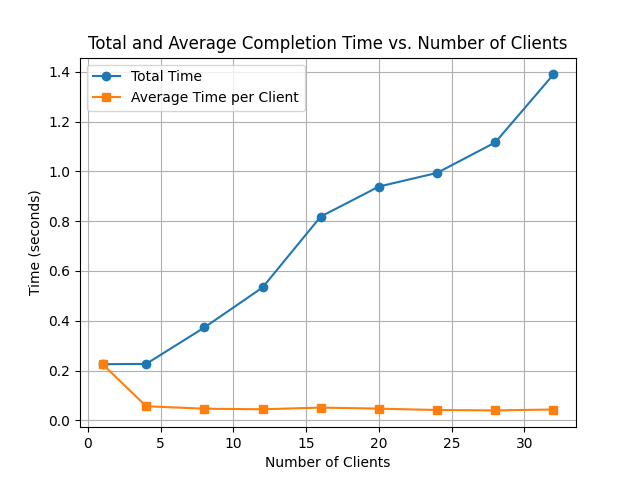 Total and Average Completion Time vs. Number of Clients
Total Time
Average Time per Client
Time (seconds)
1.4
1.2
1.0
0.8
0.6
0.4
0.2
0.0
0 5 10 15 20 25 30
Number of Clients